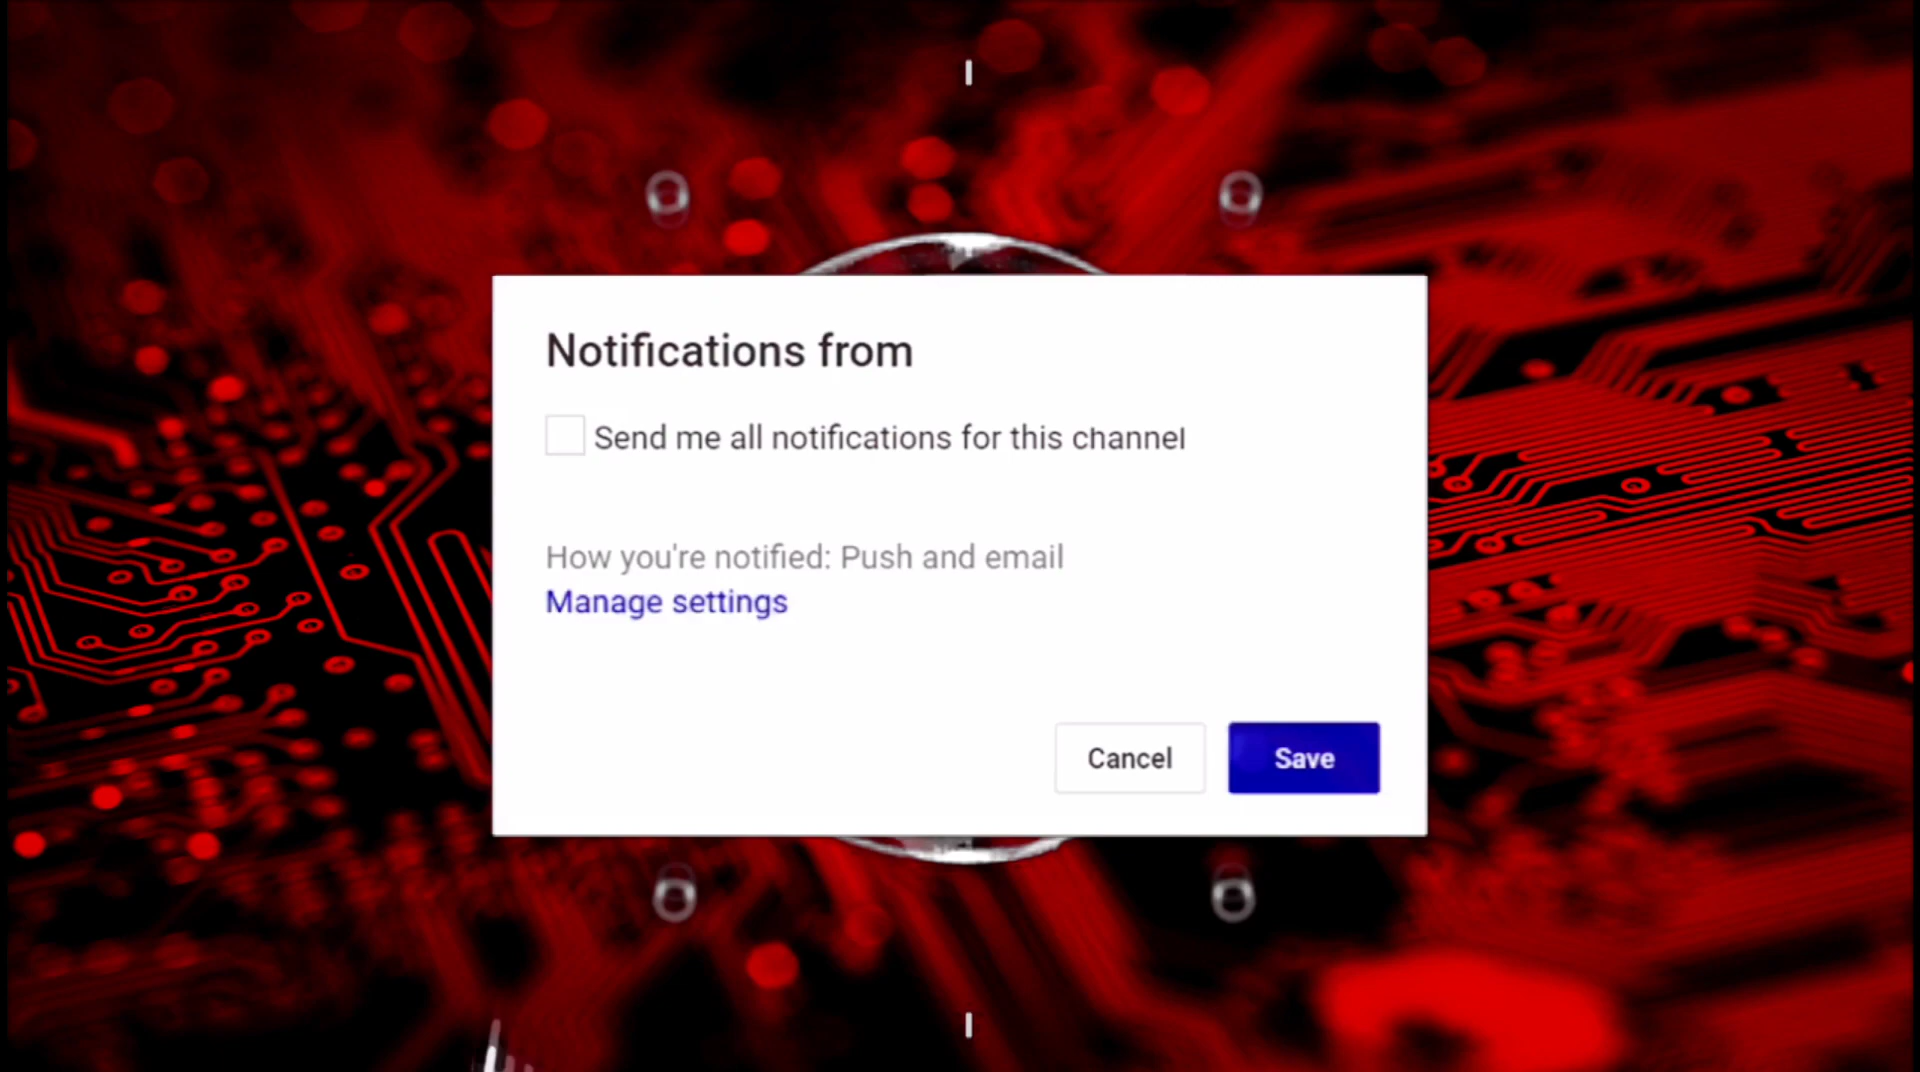 Notifications from
Send me all notifications for this channel
How you're notified: Push and email
Manage settings
Cancel
Save